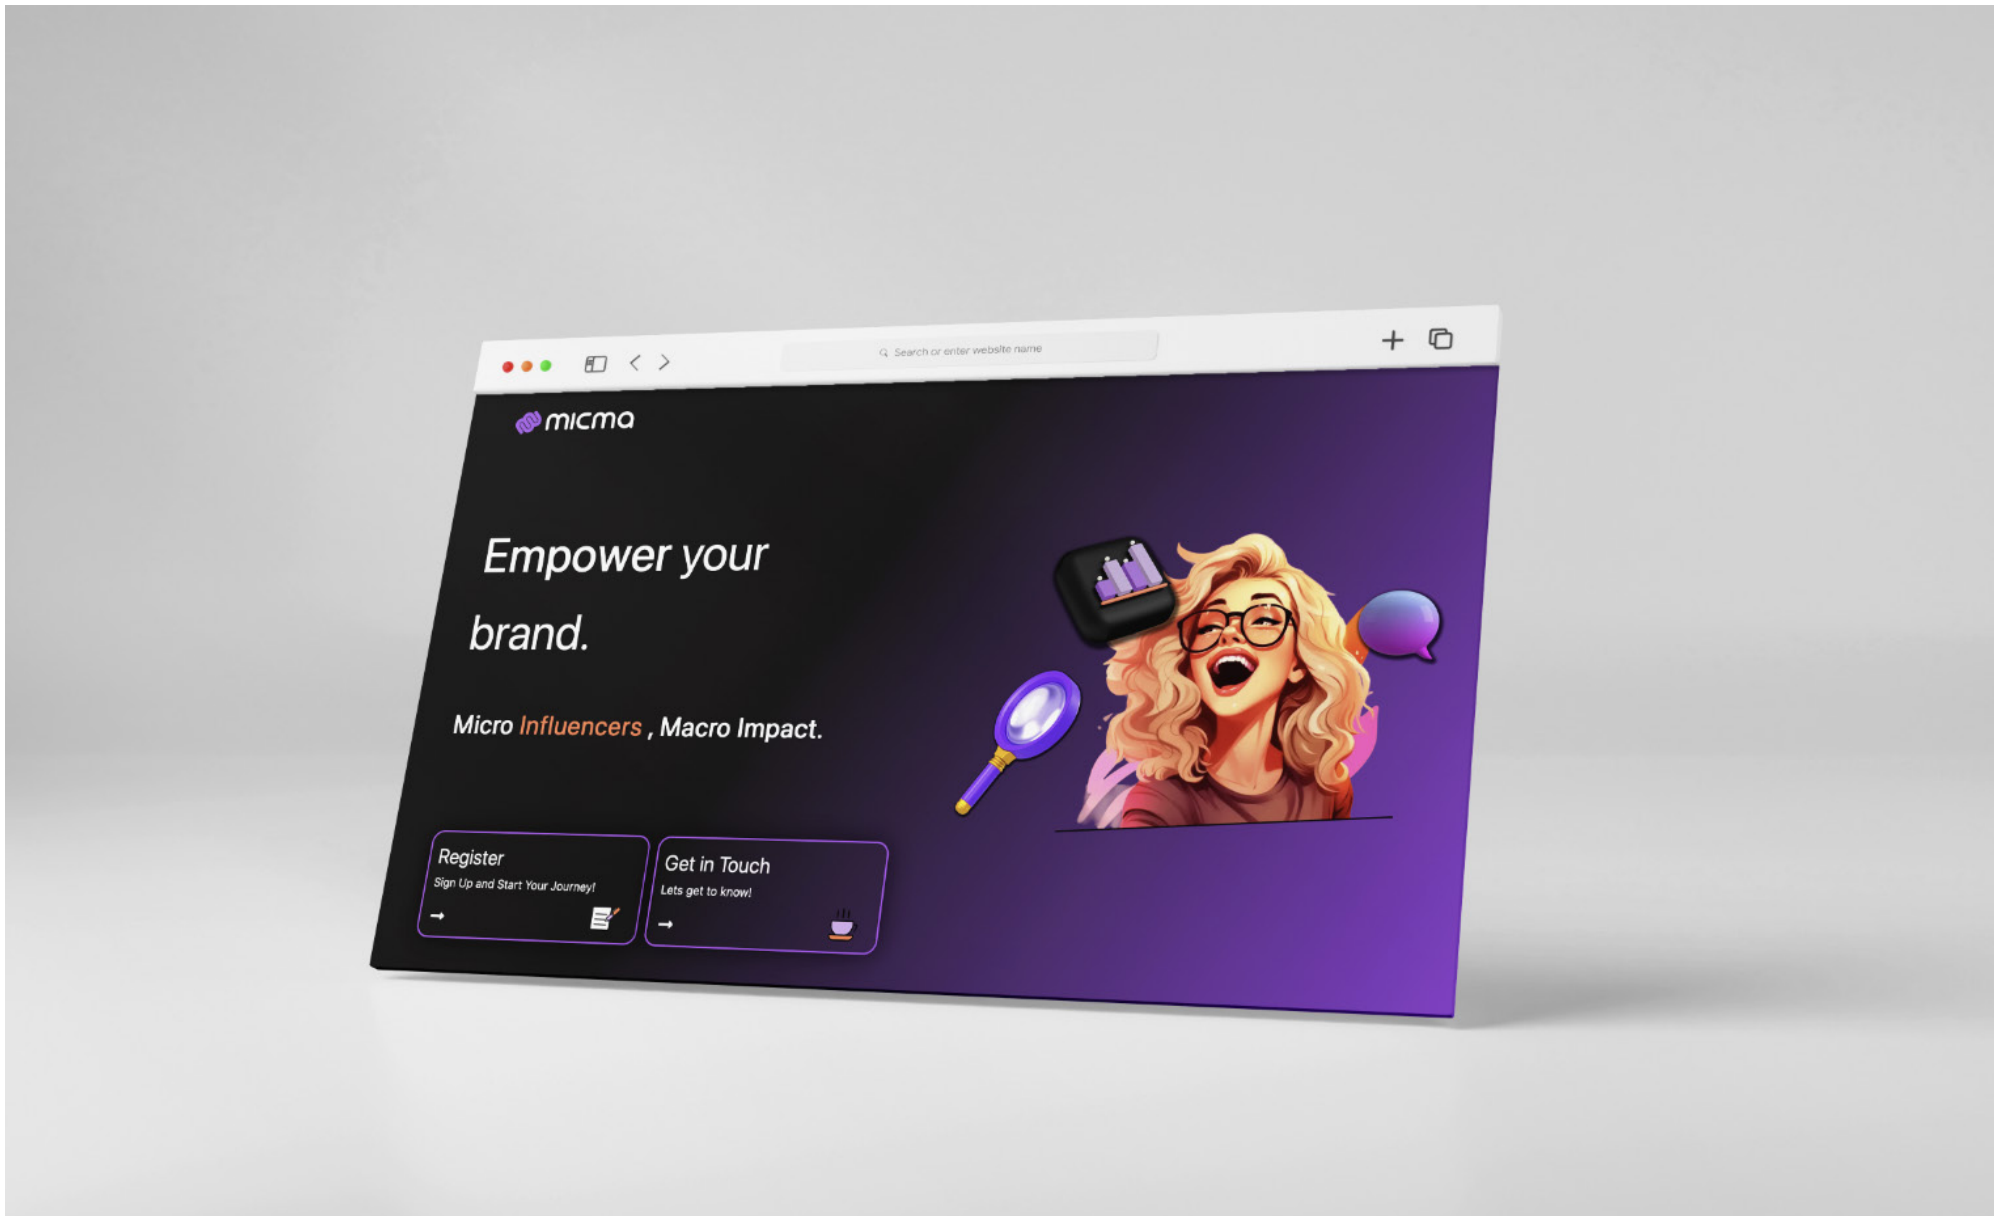 Search or enter website name
micma
Empower your
brand.
Micro Influencers , Macro Impact.
Register
Sign Up and Start Your Journey!
Get in Touch
Lets get to know!